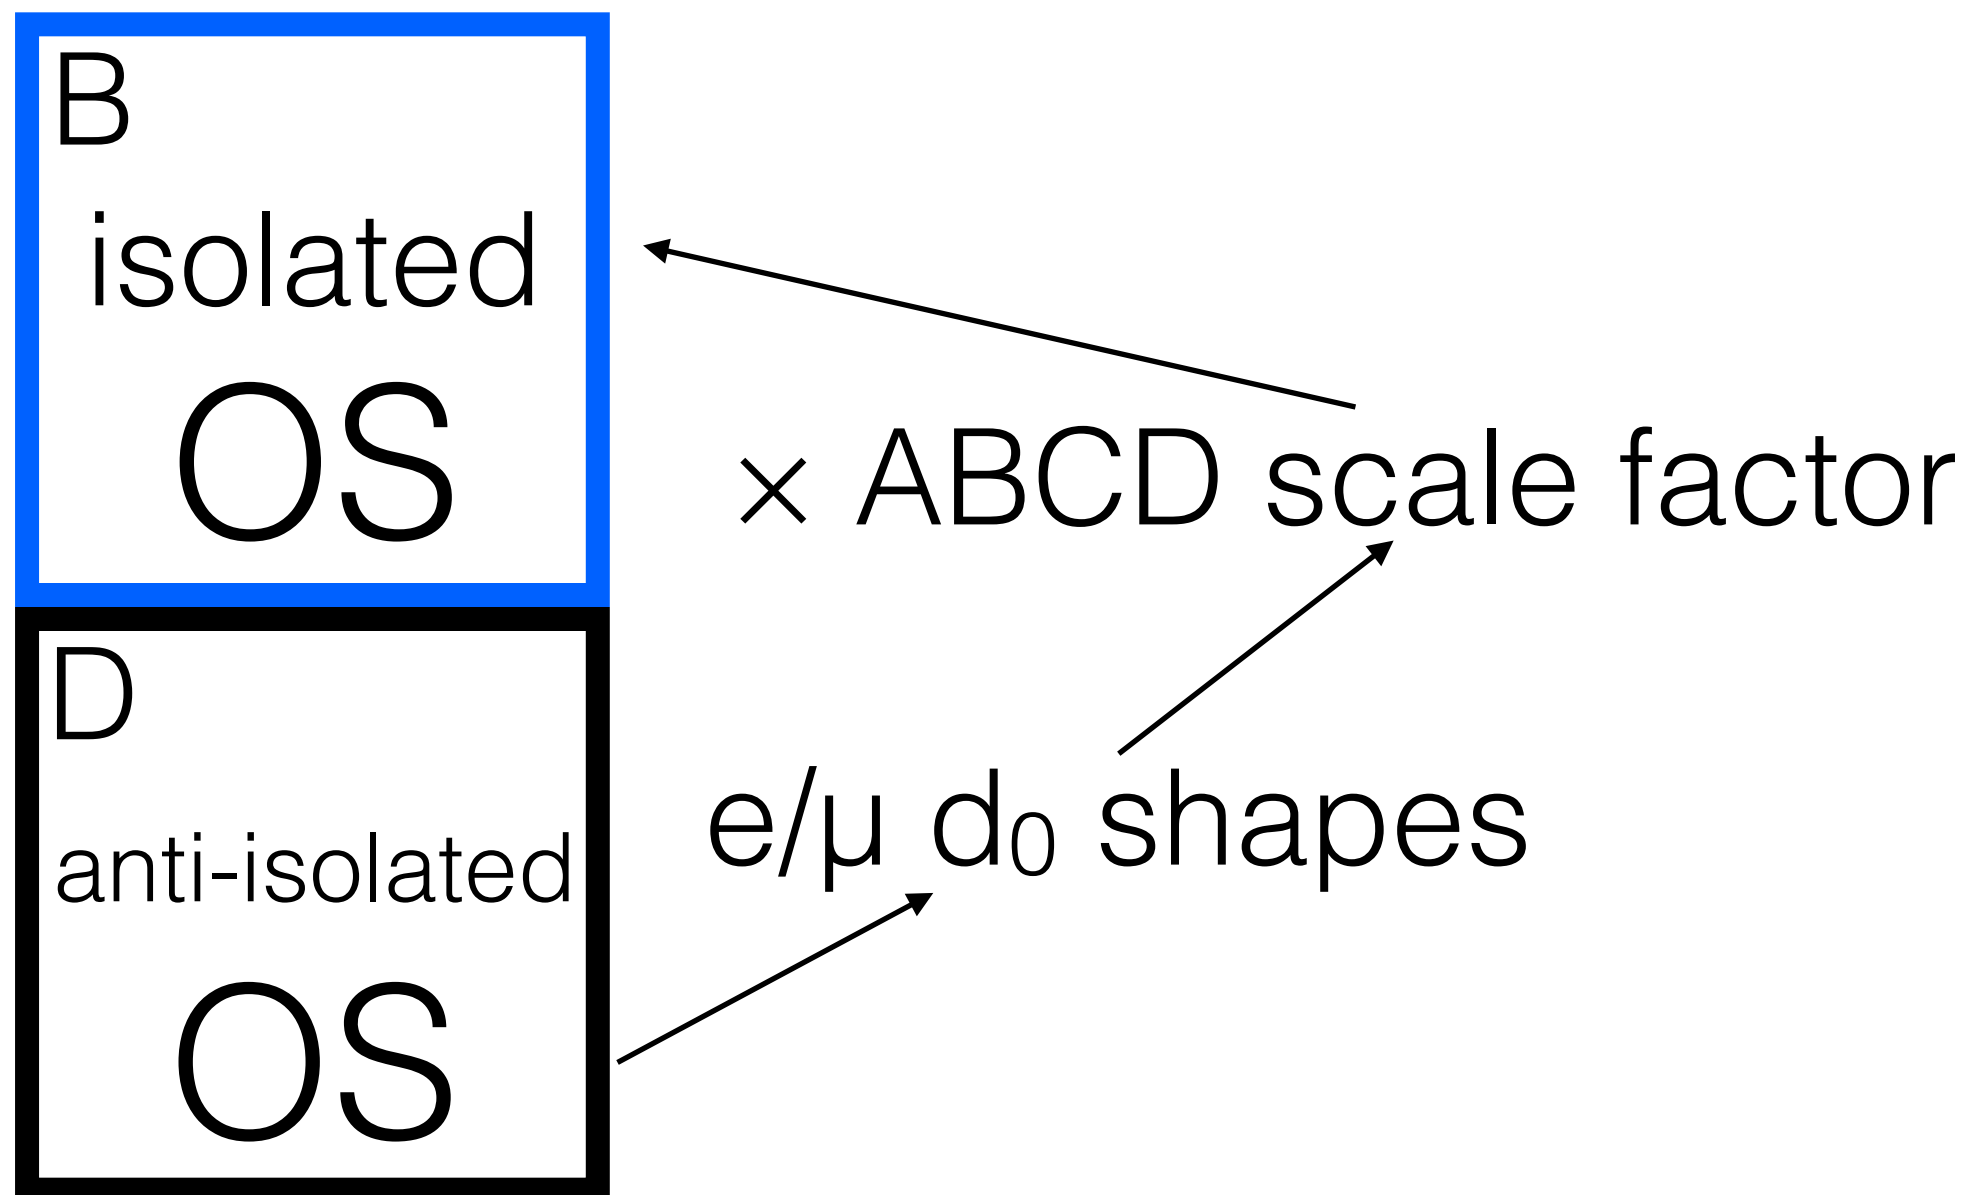 B
isolated
OS
× ABCD scale factor
D
e/μ d₀ shapes
anti-isolated
OS